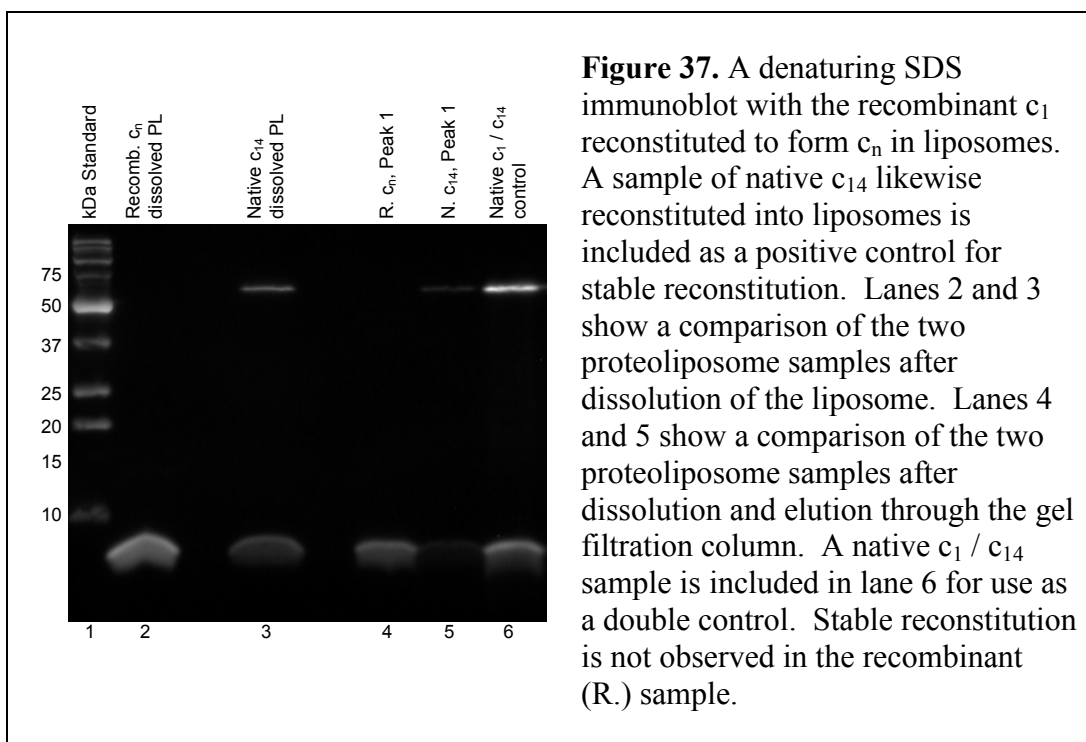 kDa Standard
Recomb. cn
dissolved PL
Native c14
dissolved PL
R. cn, Peak 1
N. c14, Peak 1
Native c1 / c14
control
75
50
37
25
20
15
10
1 2 3 4 5 6
Figure 37. A denaturing SDS
immunoblot with the recombinant c1
reconstituted to form cn in liposomes.
A sample of native c14 likewise
reconstituted into liposomes is
included as a positive control for
stable reconstitution. Lanes 2 and 3
show a comparison of the two
proteoliposome samples after
dissolution of the liposome. Lanes 4
and 5 show a comparison of the two
proteoliposome samples after
dissolution and elution through the gel
filtration column. A native c1 / c14
sample is included in lane 6 for use as
a double control. Stable reconstitution
is not observed in the recombinant
(R.) sample.